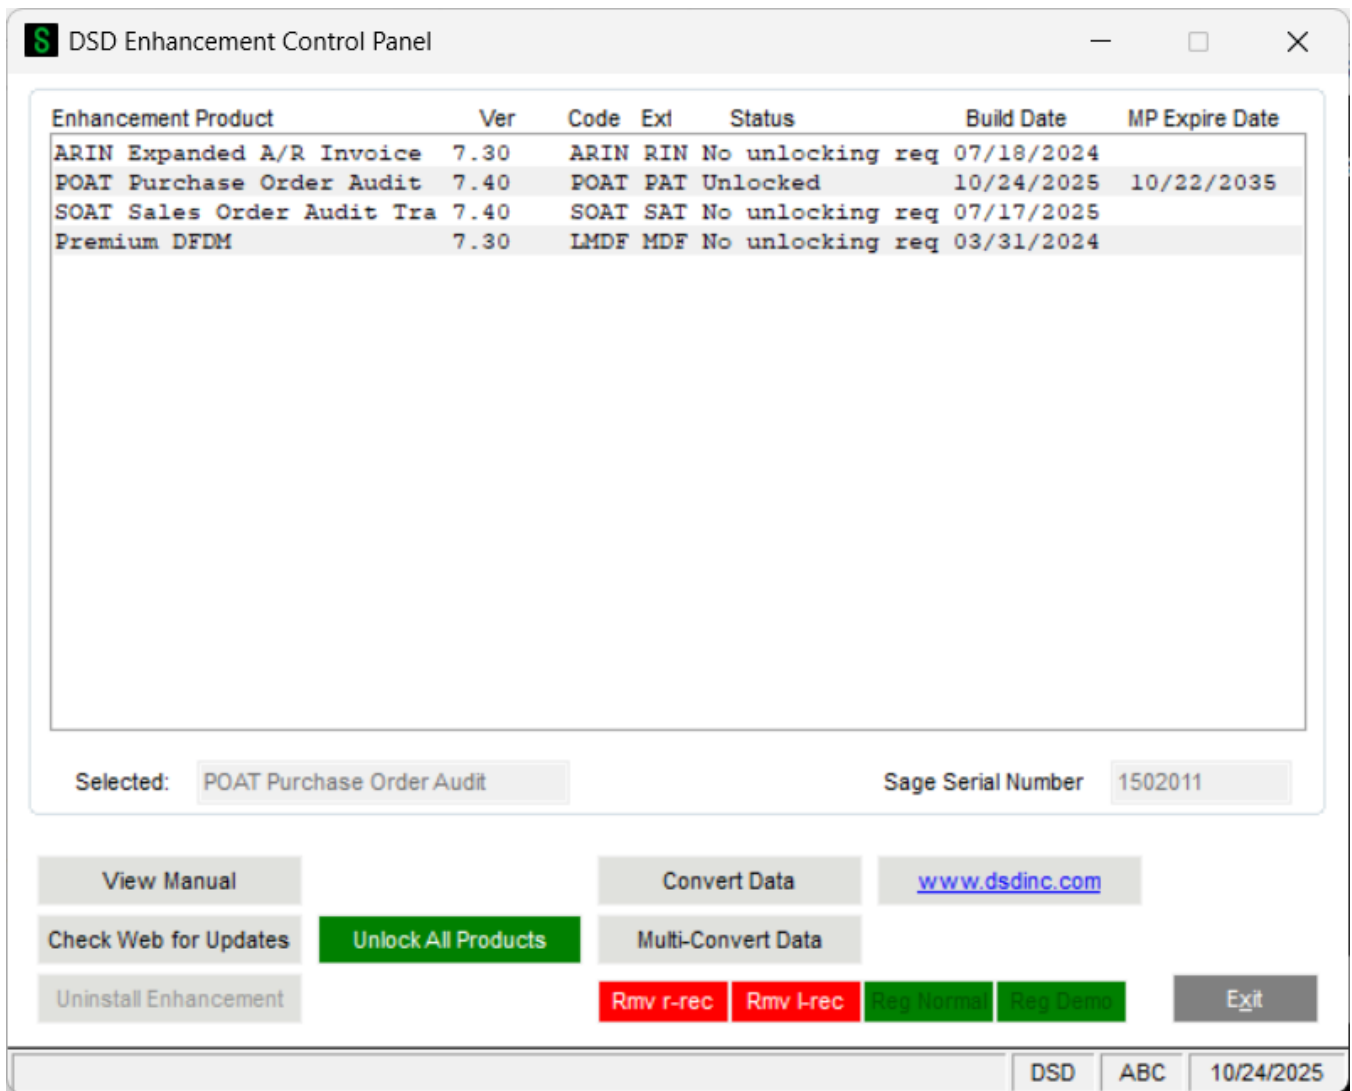 DSD Enhancement Control Panel
Enhancement Product Ver Code Ext Status Build Date MP Expire Date
ARIN Expanded A/R Invoice 7.30 ARIN RIN No unlocking req 07/18/2024
POAT Purchase Order Audit 7.40 POAT PAT Unlocked 10/24/2025 10/22/2035
SOAT Sales Order Audit Tra 7.40 SOAT SAT No unlocking req 07/17/2025
Premium DFDM 7.30 LMDF MDF No unlocking req 03/31/2024
Selected: POAT Purchase Order Audit Sage Serial Number 1502011
View Manual Convert Data www.dsdinc.com
Check Web for Updates Unlock All Products Multi-Convert Data
Uninstall Enhancement Rmv r-rec Rmv l-rec Reg Normal Reg Demo Exit
DSD ABC 10/24/2025